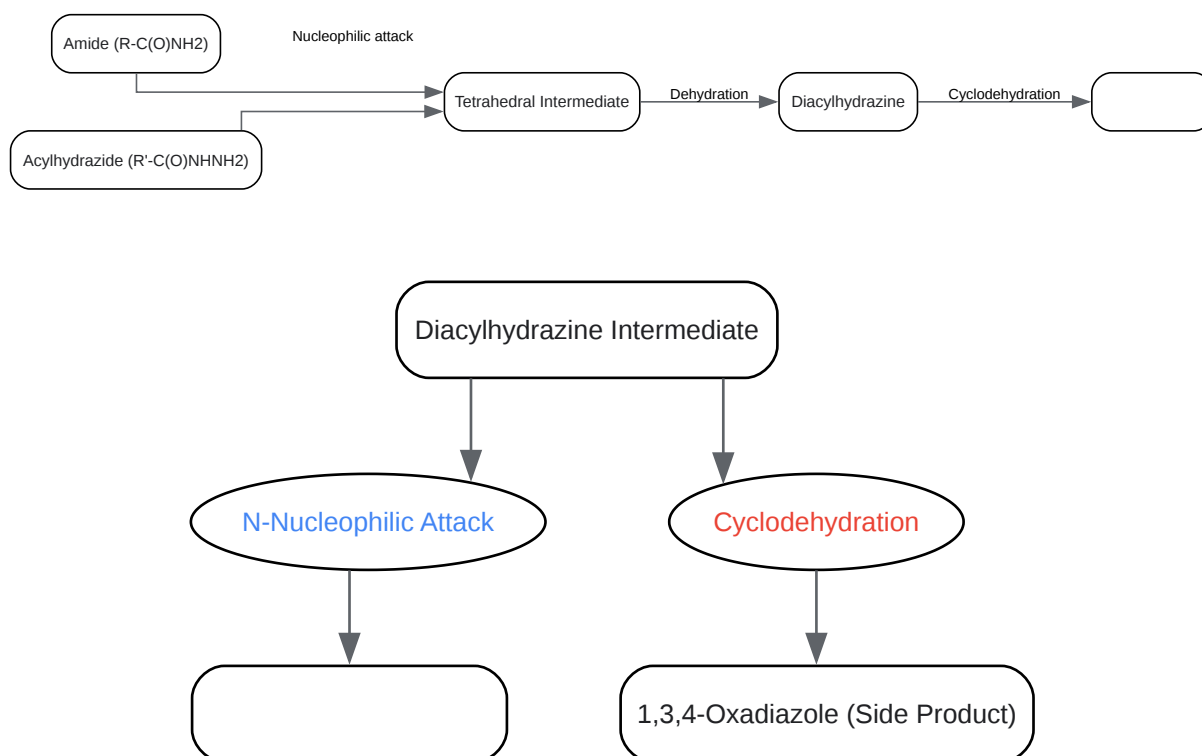 Amide (R-C(O)NH2)
Nucleophilic attack
Tetrahedral Intermediate
Dehydration
Diacylhydrazine
Cyclodehydration
Acylhydrazide (R'-C(O)NHNH2)
Diacylhydrazine Intermediate
N-Nucleophilic Attack
Cyclodehydration
1,3,4-Oxadiazole (Side Product)